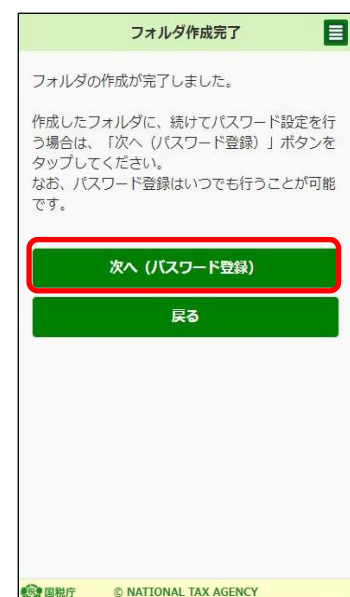 フォルダ作成完了
フォルダの作成が完了しました。
作成したフォルダに、続けてパスワード設定を行
う場合は、「次へ（パスワード登録）」ボタンを
タップしてください。
なお、パスワード登録はいつでも行うことが可能
です。
次へ（パスワード登録）
戻る
国税庁 © NATIONAL TAX AGENCY